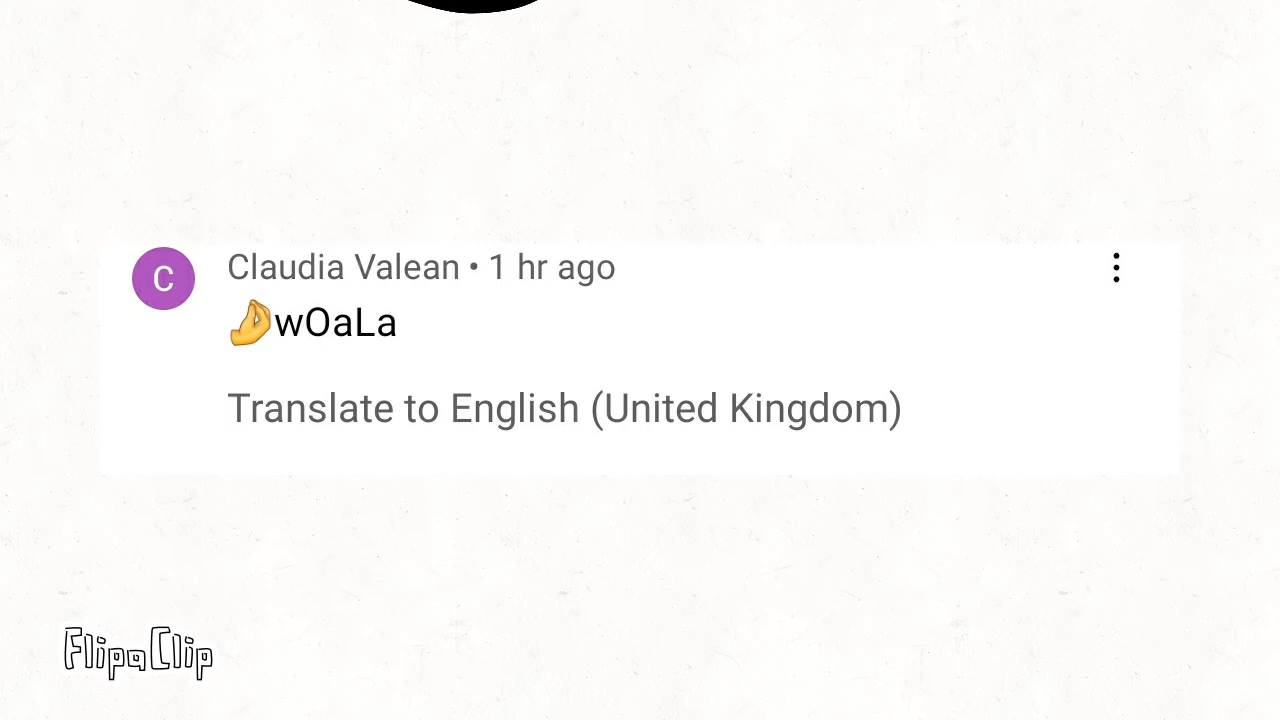 C
Claudia Valean • 1 hr ago
🤌wOaLa
Translate to English (United Kingdom)
FlipaClip